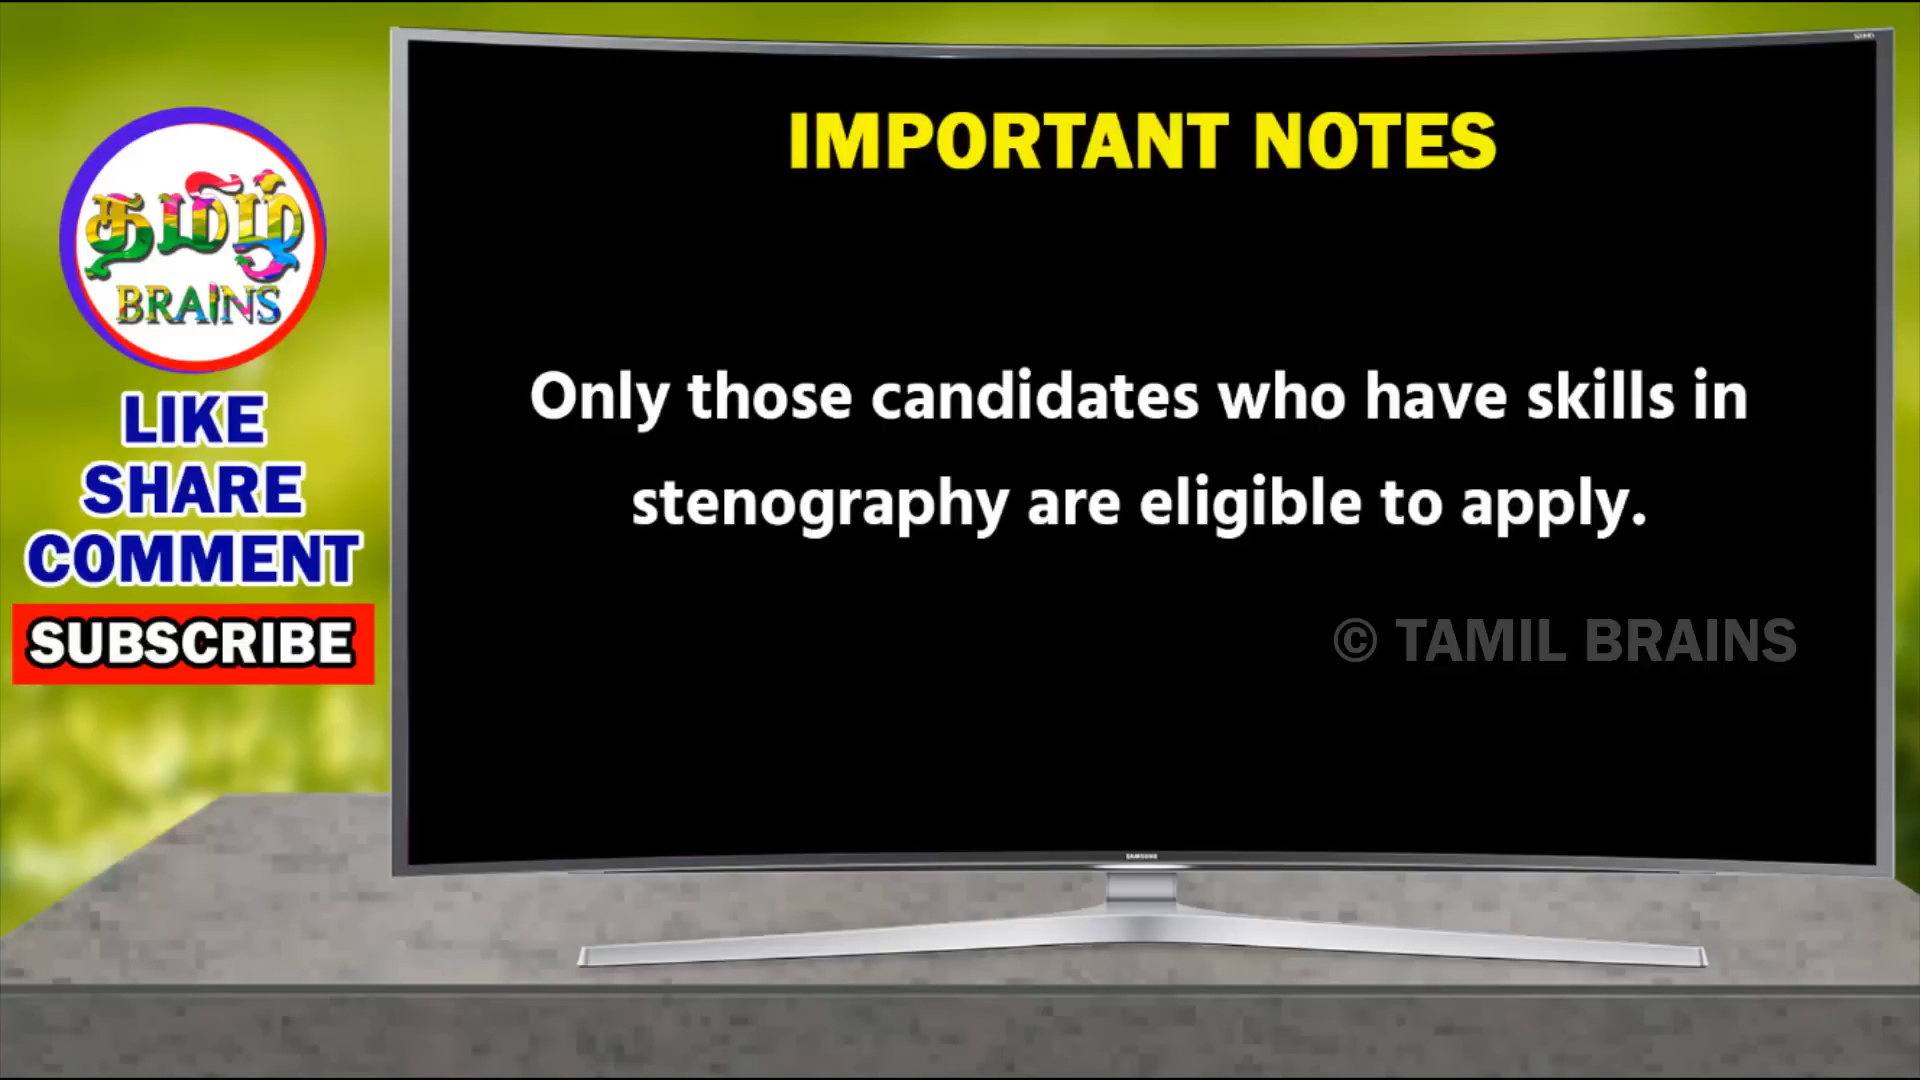 தமிழ்
BRAINS
LIKE
SHARE
COMMENT
SUBSCRIBE
IMPORTANT NOTES
Only those candidates who have skills in
stenography are eligible to apply.
© TAMIL BRAINS
SAMSUNG